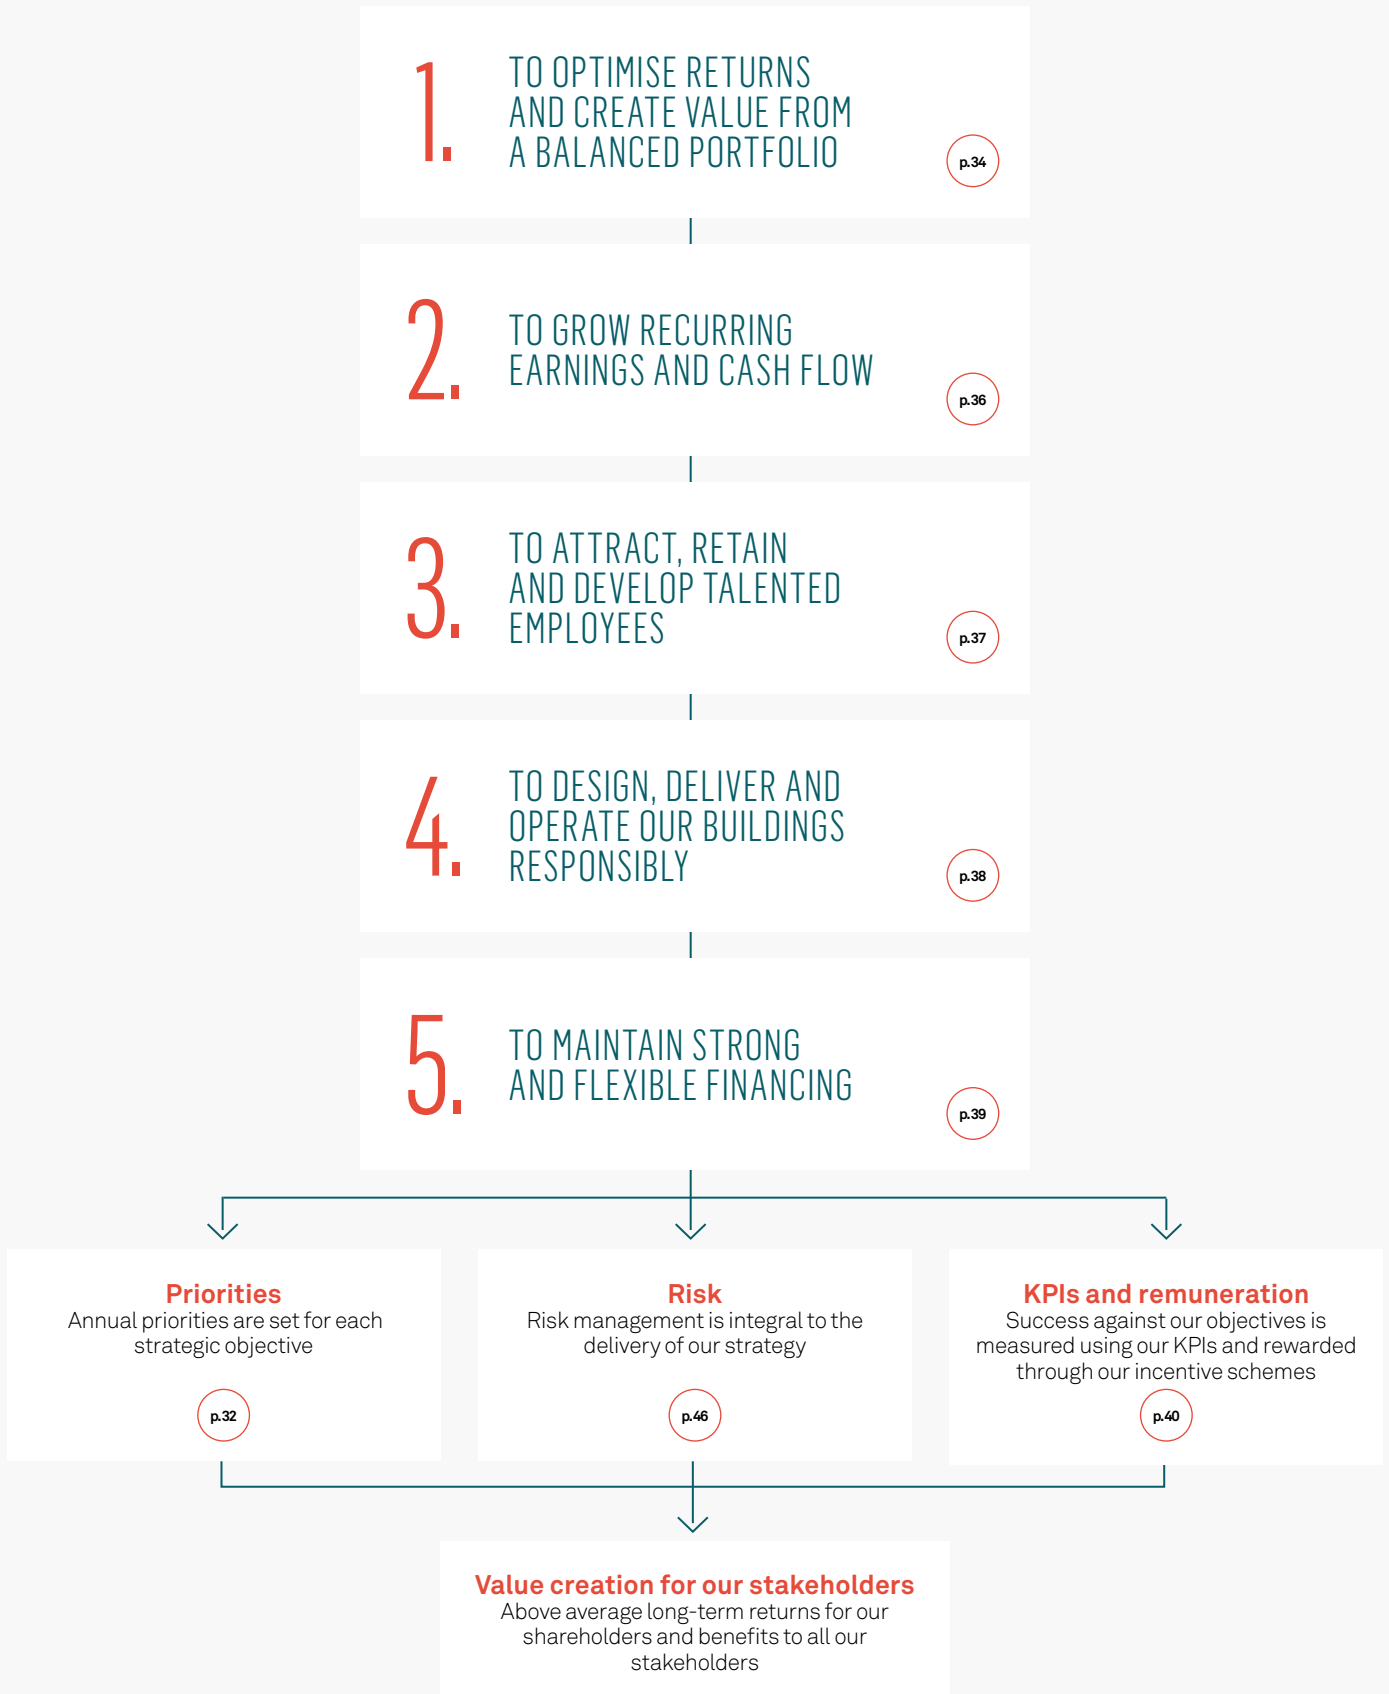 1.
TO OPTIMISE RETURNS
AND CREATE VALUE FROM
A BALANCED PORTFOLIO
p.34
2.
TO GROW RECURRING
EARNINGS AND CASH FLOW
p.36
3.
TO ATTRACT, RETAIN
AND DEVELOP TALENTED
EMPLOYEES
p.37
4.
TO DESIGN, DELIVER AND
OPERATE OUR BUILDINGS
RESPONSIBLY
p.38
5.
TO MAINTAIN STRONG
AND FLEXIBLE FINANCING
p.39
Priorities
Annual priorities are set for each
strategic objective
p.32
Risk
Risk management is integral to the
delivery of our strategy
p.46
KPIs and remuneration
Success against our objectives is
measured using our KPIs and rewarded
through our incentive schemes
p.40
Value creation for our stakeholders
Above average long-term returns for our
shareholders and benefits to all our
stakeholders